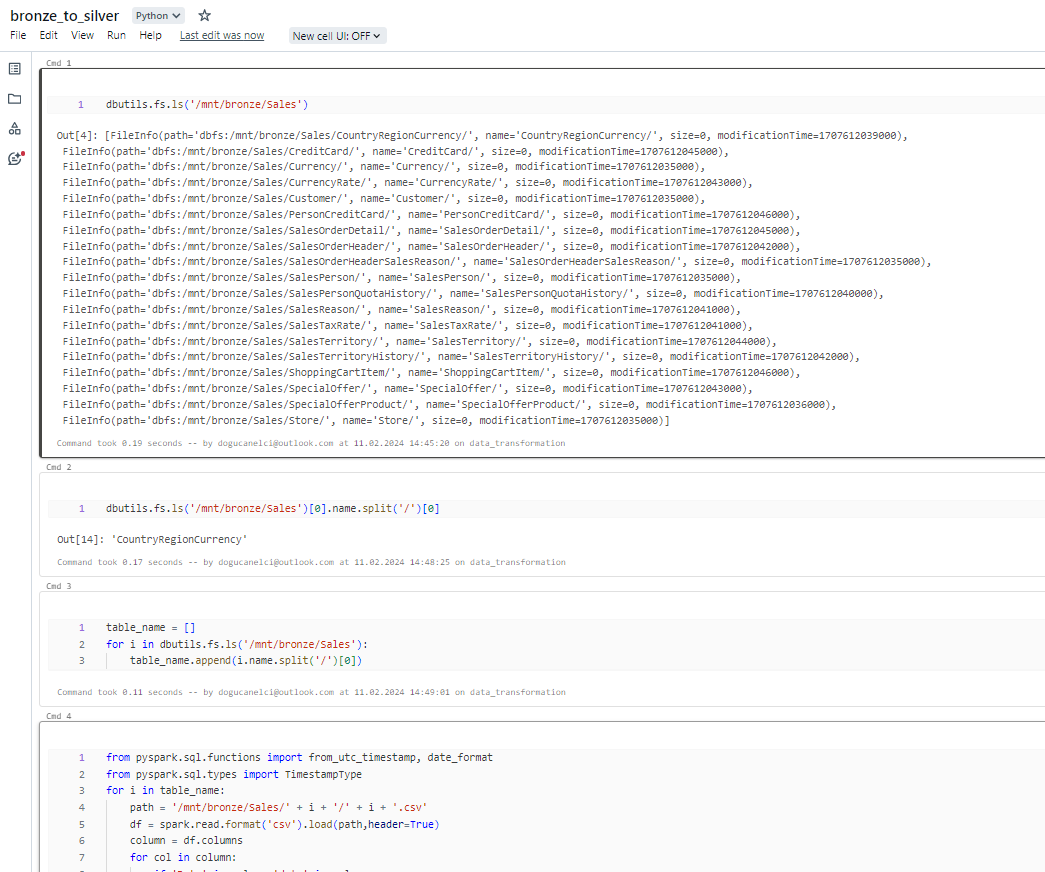 bronze_to_silver Python
File Edit View Run Help Last edit was now New cell UI: OFF
Cmd 1
1 dbutils.fs.ls('/mnt/bronze/Sales')
Out[4]: [FileInfo(path='dbfs:/mnt/bronze/Sales/CountryRegionCurrency/', name='CountryRegionCurrency/', size=0, modificationTime=1707612039000),
FileInfo(path='dbfs:/mnt/bronze/Sales/CreditCard/', name='CreditCard/', size=0, modificationTime=1707612045000),
FileInfo(path='dbfs:/mnt/bronze/Sales/Currency/', name='Currency/', size=0, modificationTime=1707612035000),
FileInfo(path='dbfs:/mnt/bronze/Sales/CurrencyRate/', name='CurrencyRate/', size=0, modificationTime=1707612043000),
FileInfo(path='dbfs:/mnt/bronze/Sales/Customer/', name='Customer/', size=0, modificationTime=1707612035000),
FileInfo(path='dbfs:/mnt/bronze/Sales/PersonCreditCard/', name='PersonCreditCard/', size=0, modificationTime=1707612046000),
FileInfo(path='dbfs:/mnt/bronze/Sales/SalesOrderDetail/', name='SalesOrderDetail/', size=0, modificationTime=1707612045000),
FileInfo(path='dbfs:/mnt/bronze/Sales/SalesOrderHeader/', name='SalesOrderHeader/', size=0, modificationTime=1707612042000),
FileInfo(path='dbfs:/mnt/bronze/Sales/SalesOrderHeaderSalesReason/', name='SalesOrderHeaderSalesReason/', size=0, modificationTime=1707612035000),
FileInfo(path='dbfs:/mnt/bronze/Sales/SalesPerson/', name='SalesPerson/', size=0, modificationTime=1707612035000),
FileInfo(path='dbfs:/mnt/bronze/Sales/SalesPersonQuotaHistory/', name='SalesPersonQuotaHistory/', size=0, modificationTime=1707612040000),
FileInfo(path='dbfs:/mnt/bronze/Sales/SalesReason/', name='SalesReason/', size=0, modificationTime=1707612041000),
FileInfo(path='dbfs:/mnt/bronze/Sales/SalesTaxRate/', name='SalesTaxRate/', size=0, modificationTime=1707612041000),
FileInfo(path='dbfs:/mnt/bronze/Sales/SalesTerritory/', name='SalesTerritory/', size=0, modificationTime=1707612044000),
FileInfo(path='dbfs:/mnt/bronze/Sales/SalesTerritoryHistory/', name='SalesTerritoryHistory/', size=0, modificationTime=1707612042000),
FileInfo(path='dbfs:/mnt/bronze/Sales/ShoppingCartItem/', name='ShoppingCartItem/', size=0, modificationTime=1707612046000),
FileInfo(path='dbfs:/mnt/bronze/Sales/SpecialOffer/', name='SpecialOffer/', size=0, modificationTime=1707612043000),
FileInfo(path='dbfs:/mnt/bronze/Sales/SpecialOfferProduct/', name='SpecialOfferProduct/', size=0, modificationTime=1707612036000),
FileInfo(path='dbfs:/mnt/bronze/Sales/Store/', name='Store/', size=0, modificationTime=1707612035000)]
Command took 0.19 seconds -- by dogucanelci@outlook.com at 11.02.2024 14:45:20 on data_transformation
Cmd 2
1 dbutils.fs.ls('/mnt/bronze/Sales')[0].name.split('/')[0]
Out[14]: 'CountryRegionCurrency'
Command took 0.17 seconds -- by dogucanelci@outlook.com at 11.02.2024 14:48:25 on data_transformation
Cmd 3
1 table_name = []
2 for i in dbutils.fs.ls('/mnt/bronze/Sales'):
3 table_name.append(i.name.split('/')[0])
Command took 0.11 seconds -- by dogucanelci@outlook.com at 11.02.2024 14:49:01 on data_transformation
Cmd 4
1 from pyspark.sql.functions import from_utc_timestamp, date_format
2 from pyspark.sql.types import TimestampType
3 for i in table_name:
4 path = '/mnt/bronze/Sales/' + i + '/' + i + '.csv'
5 df = spark.read.format('csv').load(path,header=True)
6 column = df.columns
7 for col in column: